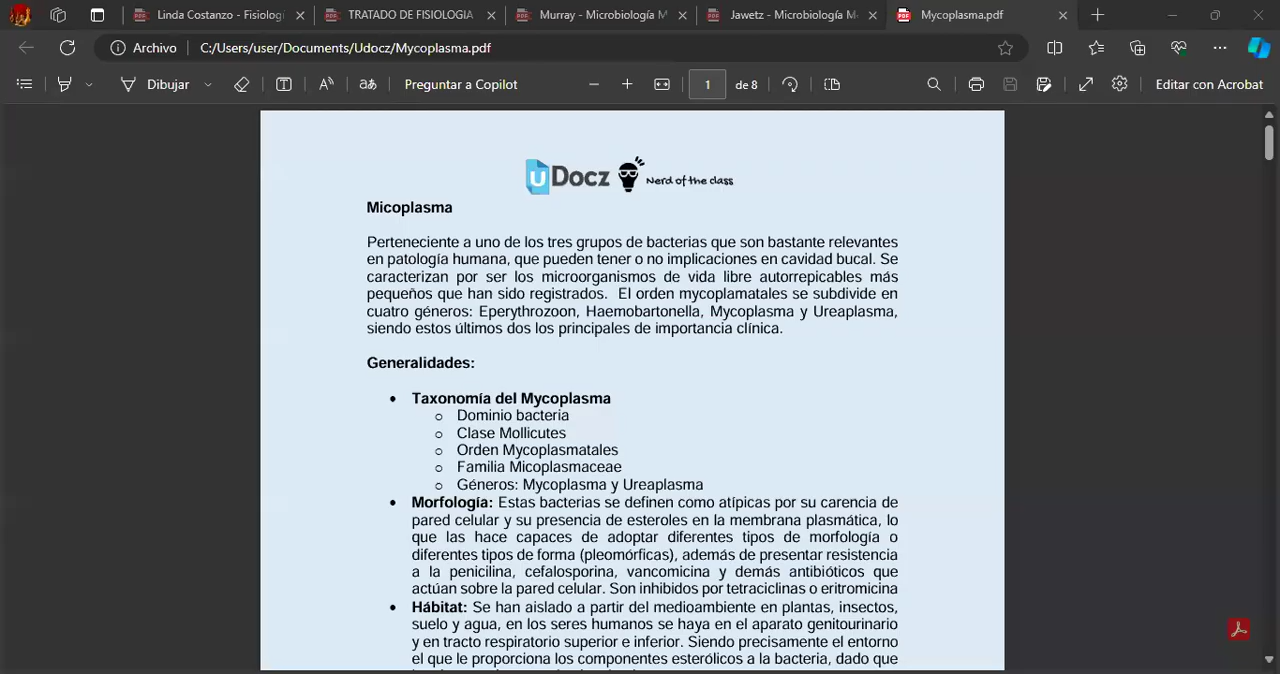 Linda Costanzo - Fisiologí
TRATADO DE FISIOLOGIA
Murray - Microbiología M
Jawetz - Microbiología M
Mycoplasma.pdf
Archivo C:/Users/user/Documents/Udocz/Mycoplasma.pdf
Dibujar aあ Preguntar a Copilot 1 de 8 Editar con Acrobat
UDocz Nerd of the class
Micoplasma
Perteneciente a uno de los tres grupos de bacterias que son bastante relevantes
en patología humana, que pueden tener o no implicaciones en cavidad bucal. Se
caracterizan por ser los microorganismos de vida libre autorrepicables más
pequeños que han sido registrados. El orden mycoplamatales se subdivide en
cuatro géneros: Eperythrozoon, Haemobartonella, Mycoplasma y Ureaplasma,
siendo estos últimos dos los principales de importancia clínica.
Generalidades:
• Taxonomía del Mycoplasma
o Dominio bactería
o Clase Mollicutes
o Orden Mycoplasmatales
o Familia Micoplasmaceae
o Géneros: Mycoplasma y Ureaplasma
• Morfología: Estas bacterias se definen como atípicas por su carencia de
pared celular y su presencia de esteroles en la membrana plasmática, lo
que las hace capaces de adoptar diferentes tipos de morfología o
diferentes tipos de forma (pleomórficas), además de presentar resistencia
a la penicilina, cefalosporina, vancomicina y demás antibióticos que
actúan sobre la pared celular. Son inhibidos por tetraciclinas o eritromicina
• Hábitat: Se han aislado a partir del medioambiente en plantas, insectos,
suelo y agua, en los seres humanos se haya en el aparato genitourinario
y en tracto respiratorio superior e inferior. Siendo precisamente el entorno
el que le proporciona los componentes esterólicos a la bacteria, dado que